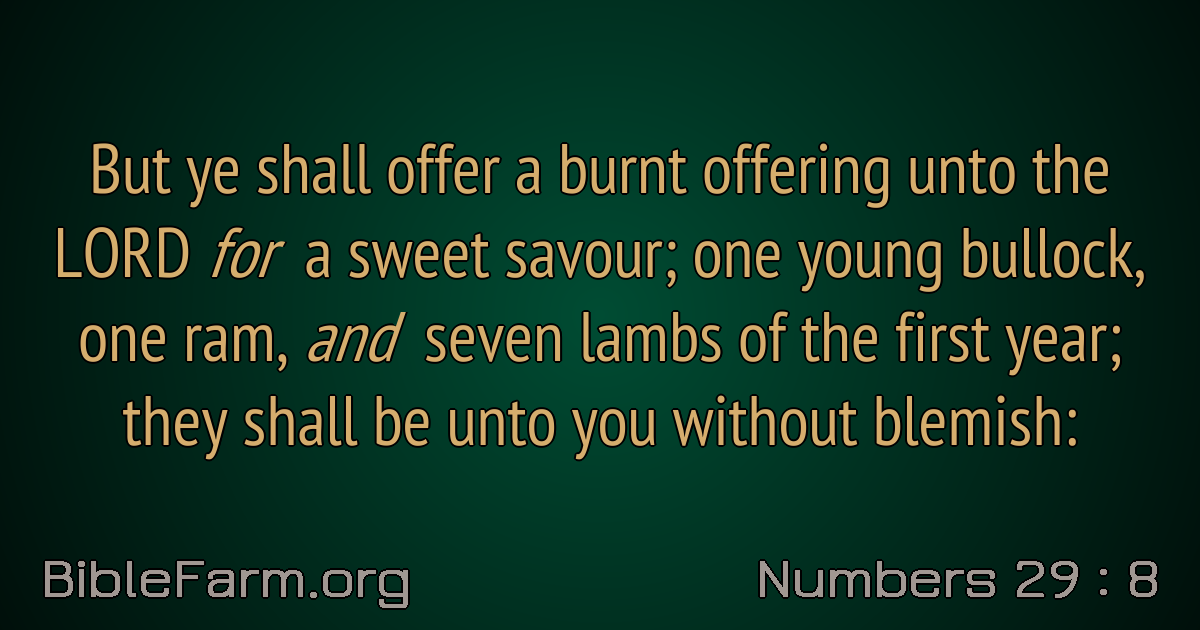 But ye shall offer a burnt offering unto the
LORD for a sweet savour; one young bullock,
one ram, and seven lambs of the first year;
they shall be unto you without blemish:
BibleFarm.org
Numbers 29 : 8